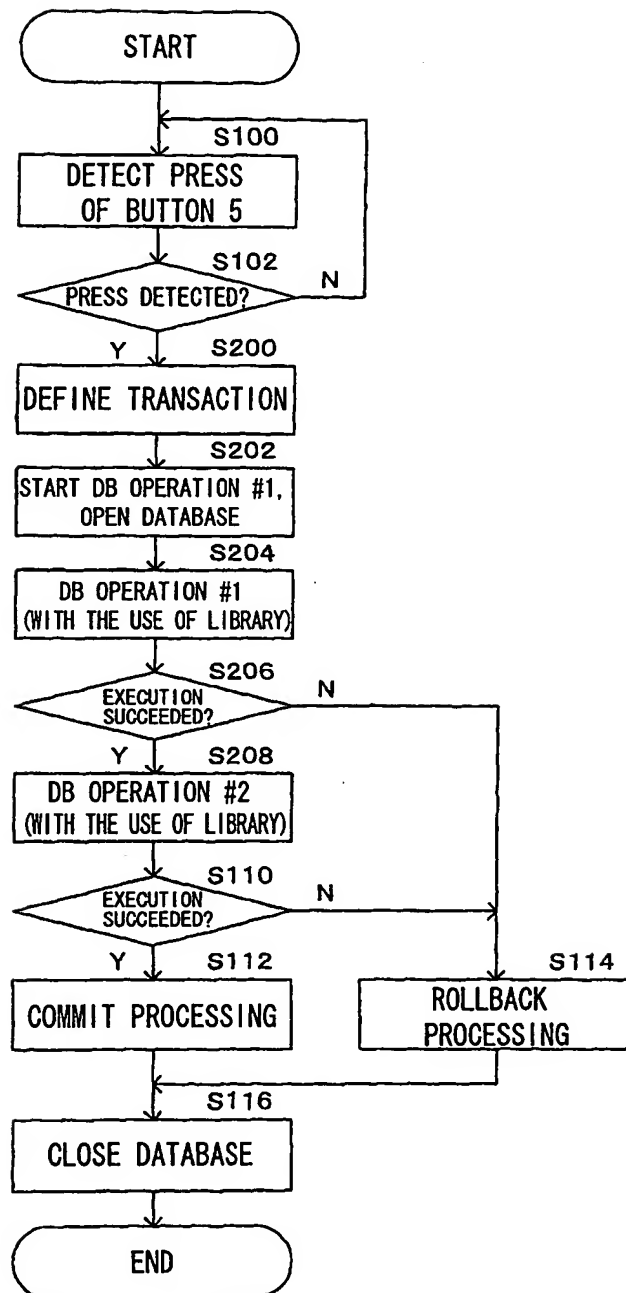 START
S100
DETECT PRESS
OF BUTTON 5
S102
PRESS DETECTED?
N
Y
S200
DEFINE TRANSACTION
S202
START DB OPERATION #1,
OPEN DATABASE
S204
DB OPERATION #1
(WITH THE USE OF LIBRARY)
S206
EXECUTION
SUCCEEDED?
N
Y
S208
DB OPERATION #2
(WITH THE USE OF LIBRARY)
S110
EXECUTION
SUCCEEDED?
N
Y
S112
COMMIT PROCESSING
S114
ROLLBACK
PROCESSING
S116
CLOSE DATABASE
END